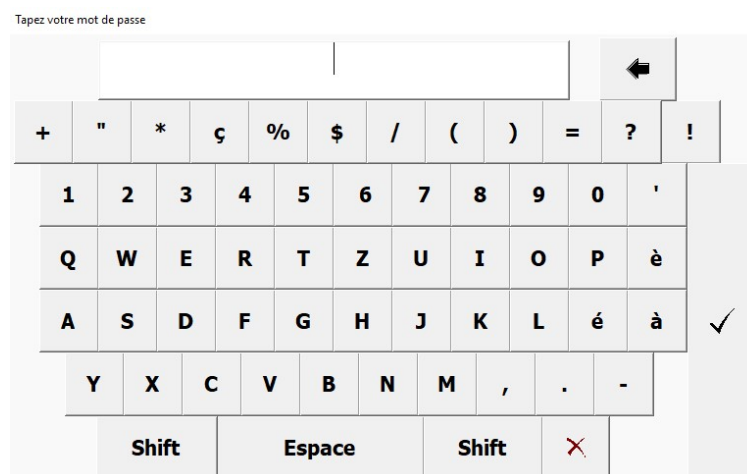 Tapez votre mot de passe
+ " * ç % $ / ( ) = ? !
1 2 3 4 5 6 7 8 9 0 '
Q W E R T Z U I O P è
A S D F G H J K L é à
Y X C V B N M , . -
Shift Espace Shift